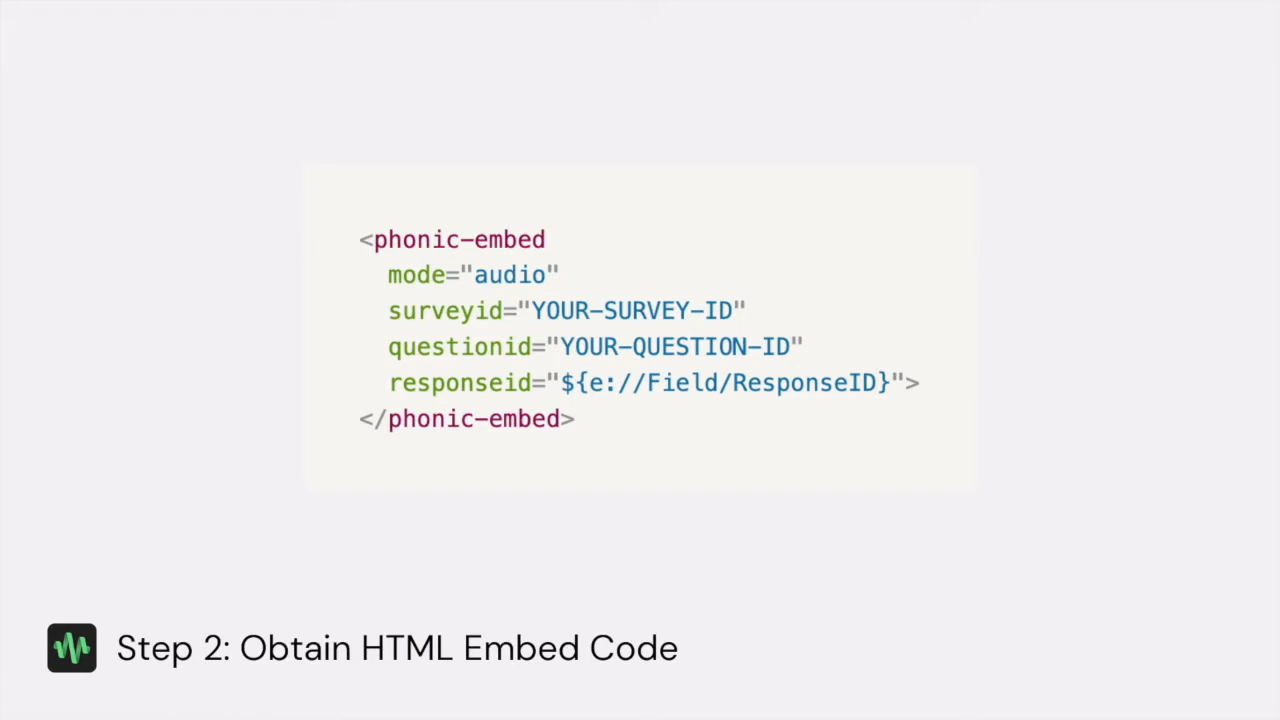 <phonic-embed
mode="audio"
surveyid="YOUR-SURVEY-ID"
questionid="YOUR-QUESTION-ID"
responseid="${e://Field/ResponseID}">
</phonic-embed>
Step 2: Obtain HTML Embed Code